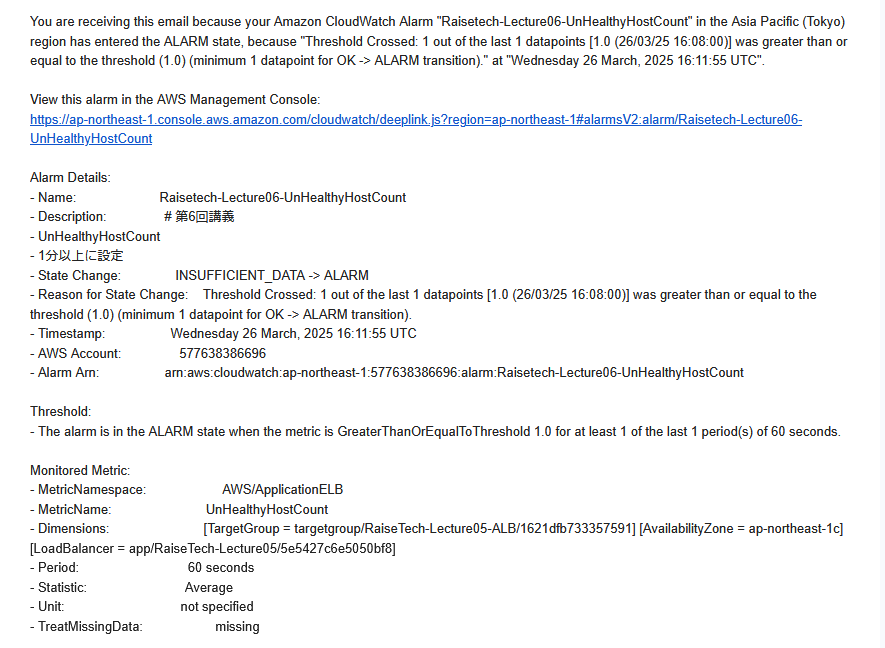 You are receiving this email because your Amazon CloudWatch Alarm "Raisetech-Lecture06-UnHealthyHostCount" in the Asia Pacific (Tokyo)
region has entered the ALARM state, because "Threshold Crossed: 1 out of the last 1 datapoints [1.0 (26/03/25 16:08:00)] was greater than or
equal to the threshold (1.0) (minimum 1 datapoint for OK -> ALARM transition)." at "Wednesday 26 March, 2025 16:11:55 UTC".
View this alarm in the AWS Management Console:
https://ap-northeast-1.console.aws.amazon.com/cloudwatch/deeplink.js?region=ap-northeast-1#alarmsV2:alarm/Raisetech-Lecture06-
UnHealthyHostCount
Alarm Details:
- Name: Raisetech-Lecture06-UnHealthyHostCount
- Description: # 第6回講義
- UnHealthyHostCount
- 1分以上に設定
- State Change: INSUFFICIENT_DATA -> ALARM
- Reason for State Change: Threshold Crossed: 1 out of the last 1 datapoints [1.0 (26/03/25 16:08:00)] was greater than or equal to the
threshold (1.0) (minimum 1 datapoint for OK -> ALARM transition).
- Timestamp: Wednesday 26 March, 2025 16:11:55 UTC
- AWS Account: 577638386696
- Alarm Arn: arn:aws:cloudwatch:ap-northeast-1:577638386696:alarm:Raisetech-Lecture06-UnHealthyHostCount
Threshold:
- The alarm is in the ALARM state when the metric is GreaterThanOrEqualToThreshold 1.0 for at least 1 of the last 1 period(s) of 60 seconds.
Monitored Metric:
- MetricNamespace: AWS/ApplicationELB
- MetricName: UnHealthyHostCount
- Dimensions: [TargetGroup = targetgroup/RaiseTech-Lecture05-ALB/1621dfb733357591] [AvailabilityZone = ap-northeast-1c]
[LoadBalancer = app/RaiseTech-Lecture05/5e5427c6e5050bf8]
- Period: 60 seconds
- Statistic: Average
- Unit: not specified
- TreatMissingData: missing